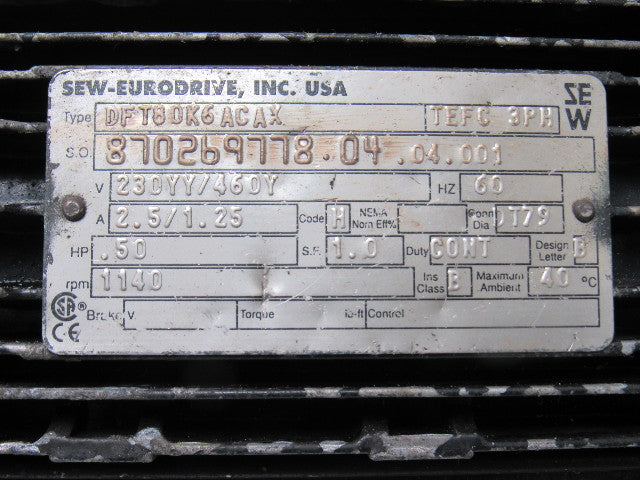 SEW-EURODRIVE, INC. USA
SEW
Type DFT80K6ACAX TEFC 3PH
S.O. 870269778.04.04.001
V 230YY/460Y HZ 60
A 2.5/1.25 Code H NEMA Nom Eff% Conn Dia DT79
HP .50 S.F. 1.0 Duty CONT Design Letter B
rpm 1140 Ins Class B Maximum Ambient 40 °C
Brake V Torque lb-ft Control